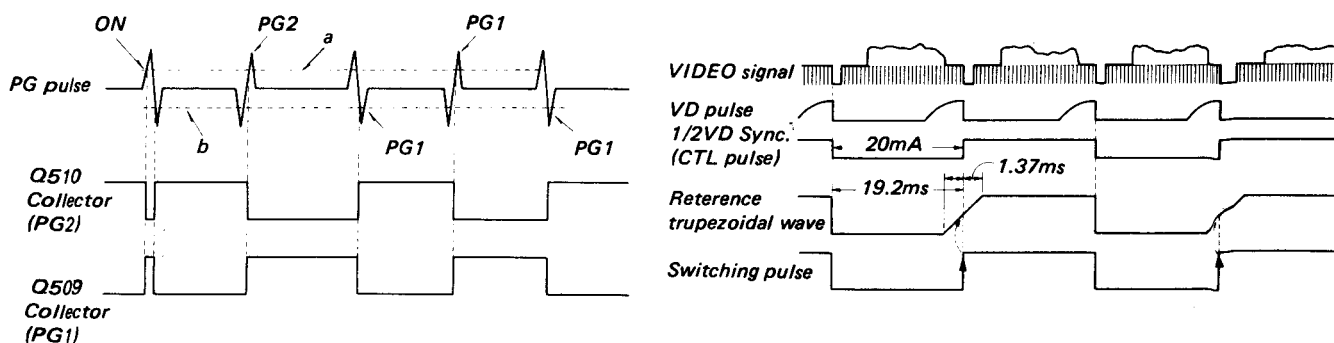 ON
PG2
a
PG1
PG pulse
b
PG1
PG1
Q510
Collector
(PG2)
Q509
Collector
(PG1)
VIDEO signal
VD pulse
1/2VD Sync.
(CTL pulse)
20mA
1.37ms
19.2ms
Reterence
trupezoidal wave
Switching pulse